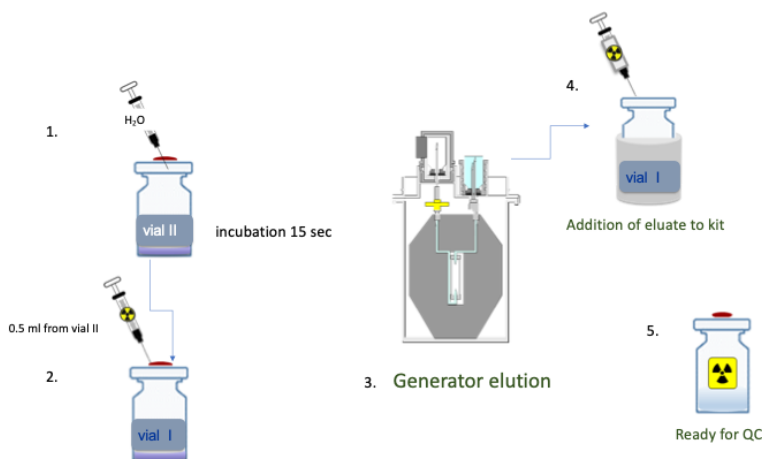 1.
H₂O
vial II
incubation 15 sec
0.5 ml from vial II
2.
vial I
3. Generator elution
4.
vial I
Addition of eluate to kit
5.
Ready for QC